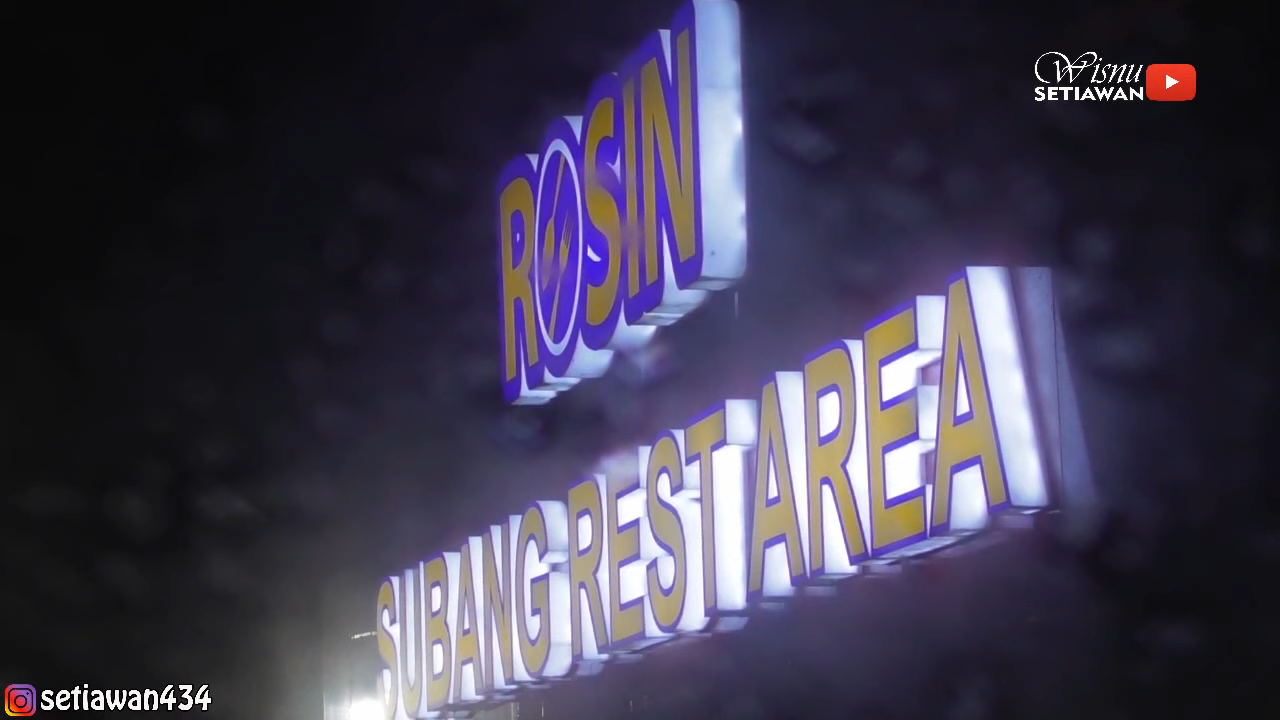 Wisnu
SETIAWAN
ROSIN
SUBANG REST AREA
setiawan434